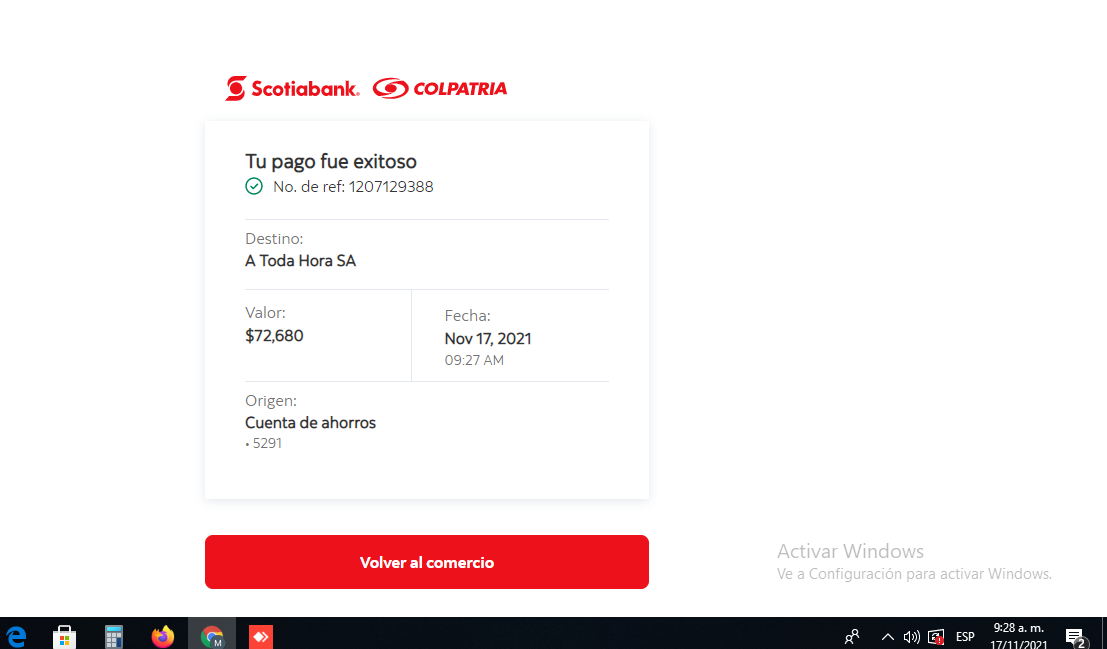 Scotiabank® COLPATRIA
Tu pago fue exitoso
No. de ref: 1207129388
Destino:
A Toda Hora SA
Valor:
$72,680
Fecha:
Nov 17, 2021
09:27 AM
Origen:
Cuenta de ahorros
• 5291
Volver al comercio
Activar Windows
Ve a Configuración para activar Windows.
M
ESP
9:28 a. m.
17/11/2021
2